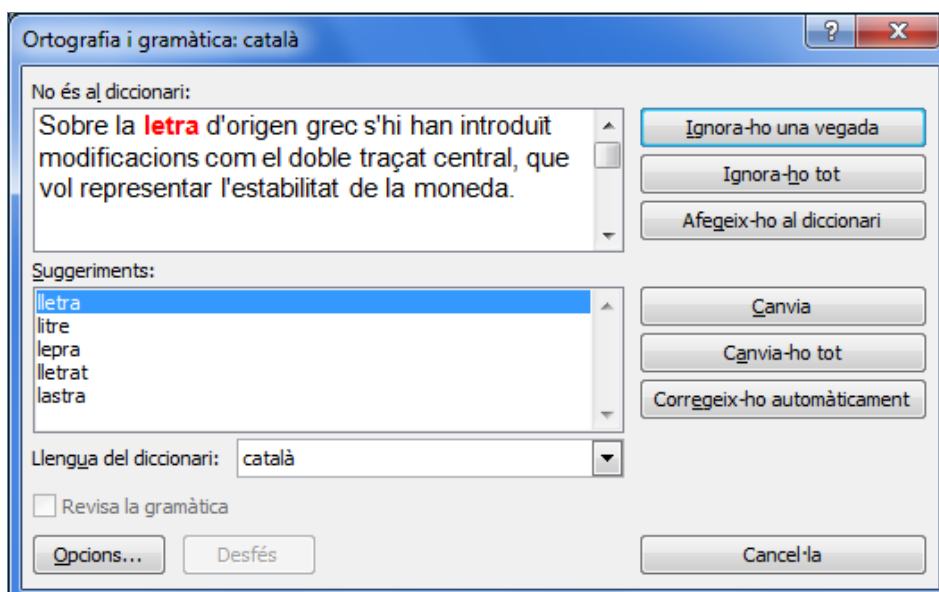 Ortografia i gramàtica: català
No és al diccionari:
Sobre la letra d'origen grec s'hi han introduït
modificacions com el doble traçat central, que
vol representar l'estabilitat de la moneda.
Ignora-ho una vegada
Ignora-ho tot
Afegeix-ho al diccionari
Suggeriments:
lletra
litre
lepra
lletrat
lastra
Canvia
Canvia-ho tot
Corregeix-ho automàticament
Llengua del diccionari: català
Revisa la gramàtica
Opcions...
Desfés
Cancel·la